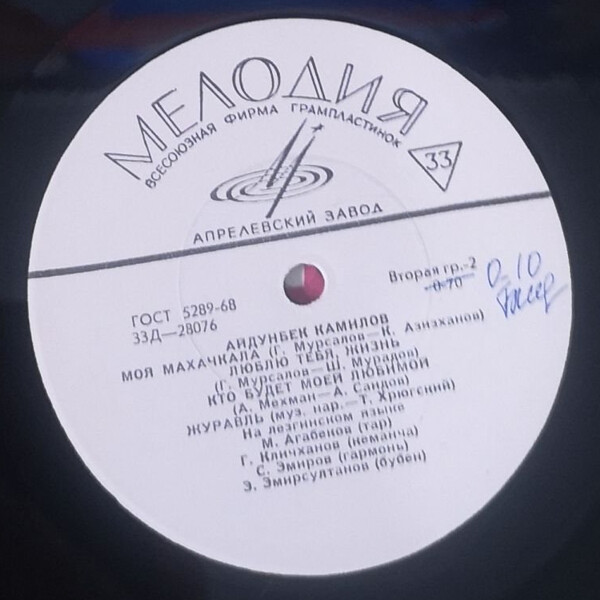 МЕЛОДИЯ
ВСЕСОЮЗНАЯ ФИРМА ГРАМПЛАСТИНОК
33
АПРЕЛЕВСКИЙ ЗАВОД
Вторая гр.-2
0-70
0 10
ГОСТ 5289-68
33Д—28076
АЙДУНБЕК КАМИЛОВ
МОЯ МАХАЧКАЛА (Г. Мурсалов—К. Азизханов)
ЛЮБЛЮ ТЕБЯ, ЖИЗНЬ
(Г. Мурсалов—Ш. Мурадов)
КТО БУДЕТ МОЕЙ ЛЮБИМОЙ
(А. Мехман—А. Саидов)
ЖУРАВЛЬ (муз. нар.—Т. Хрюгский)
На лезгинском языке
М. Агабеков (тар)
Г. Кличханов (кеманча)
С. Эмиров (гармонь)
Э. Эмирсултанов (бубен)